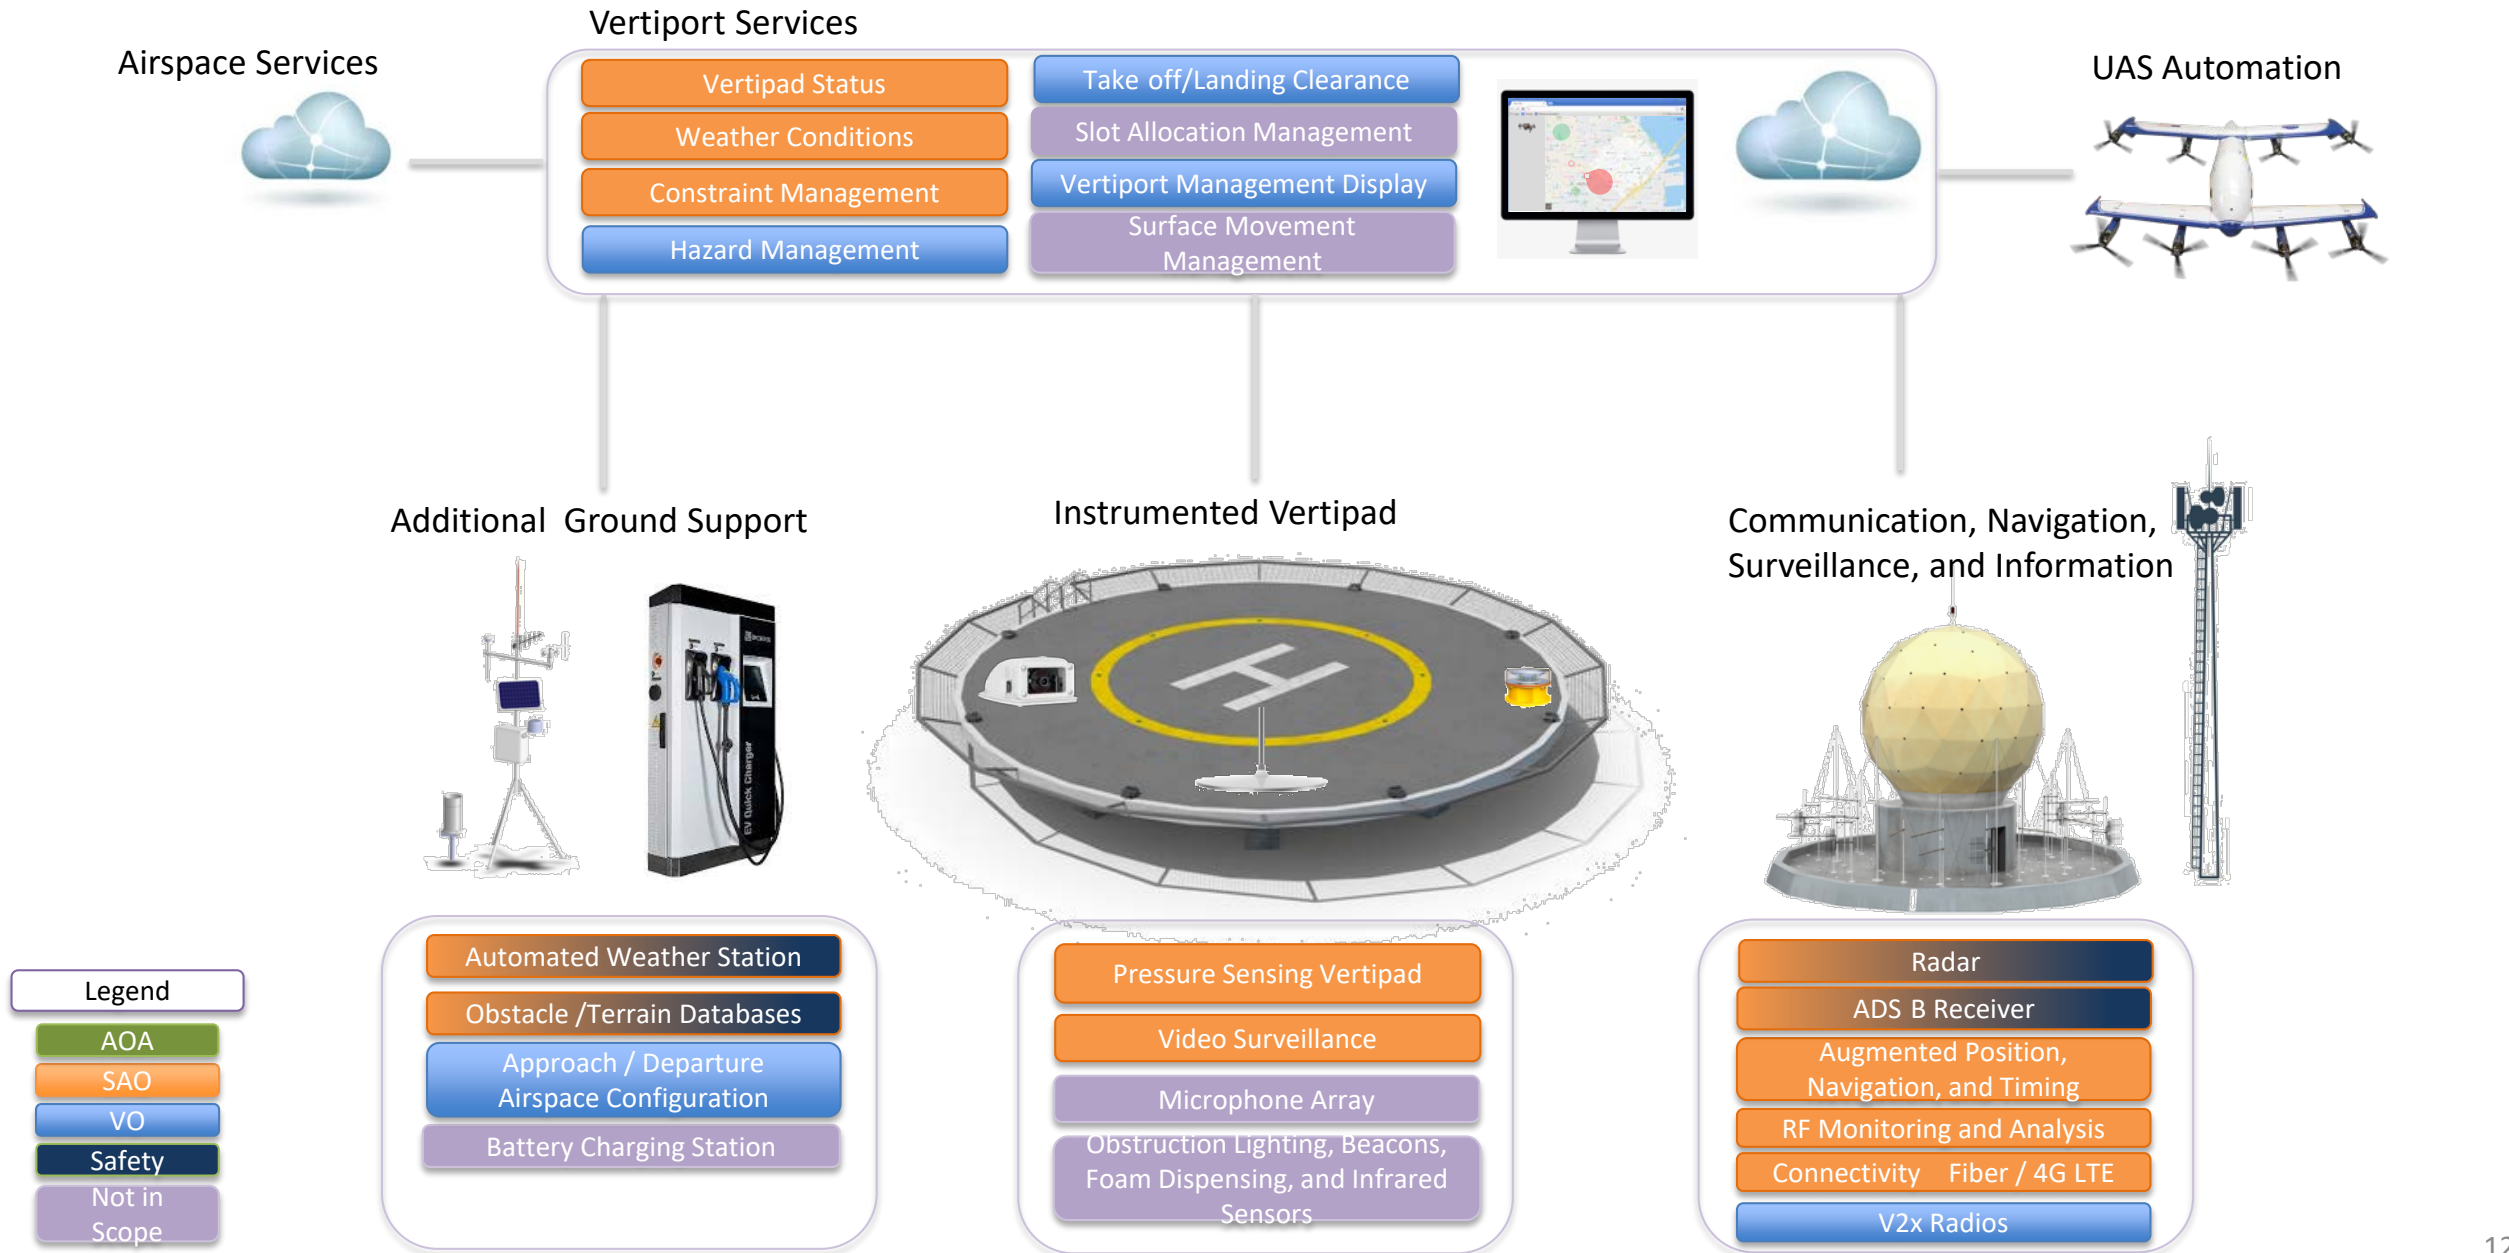 Vertiport Services
Airspace Services
UAS Automation
Vertipad Status
Weather Conditions
Constraint Management
Hazard Management
Take off/Landing Clearance
Slot Allocation Management
Vertiport Management Display
Surface Movement
Management
Additional Ground Support
Instrumented Vertipad
Communication, Navigation,
Surveillance, and Information
EV Quick Charger
H
Legend
AOA
SAO
VO
Safety
Not in
Scope
Automated Weather Station
Obstacle /Terrain Databases
Approach / Departure
Airspace Configuration
Battery Charging Station
Pressure Sensing Vertipad
Video Surveillance
Microphone Array
Obstruction Lighting, Beacons,
Foam Dispensing, and Infrared
Sensors
Radar
ADS B Receiver
Augmented Position,
Navigation, and Timing
RF Monitoring and Analysis
Connectivity Fiber / 4G LTE
V2x Radios
12